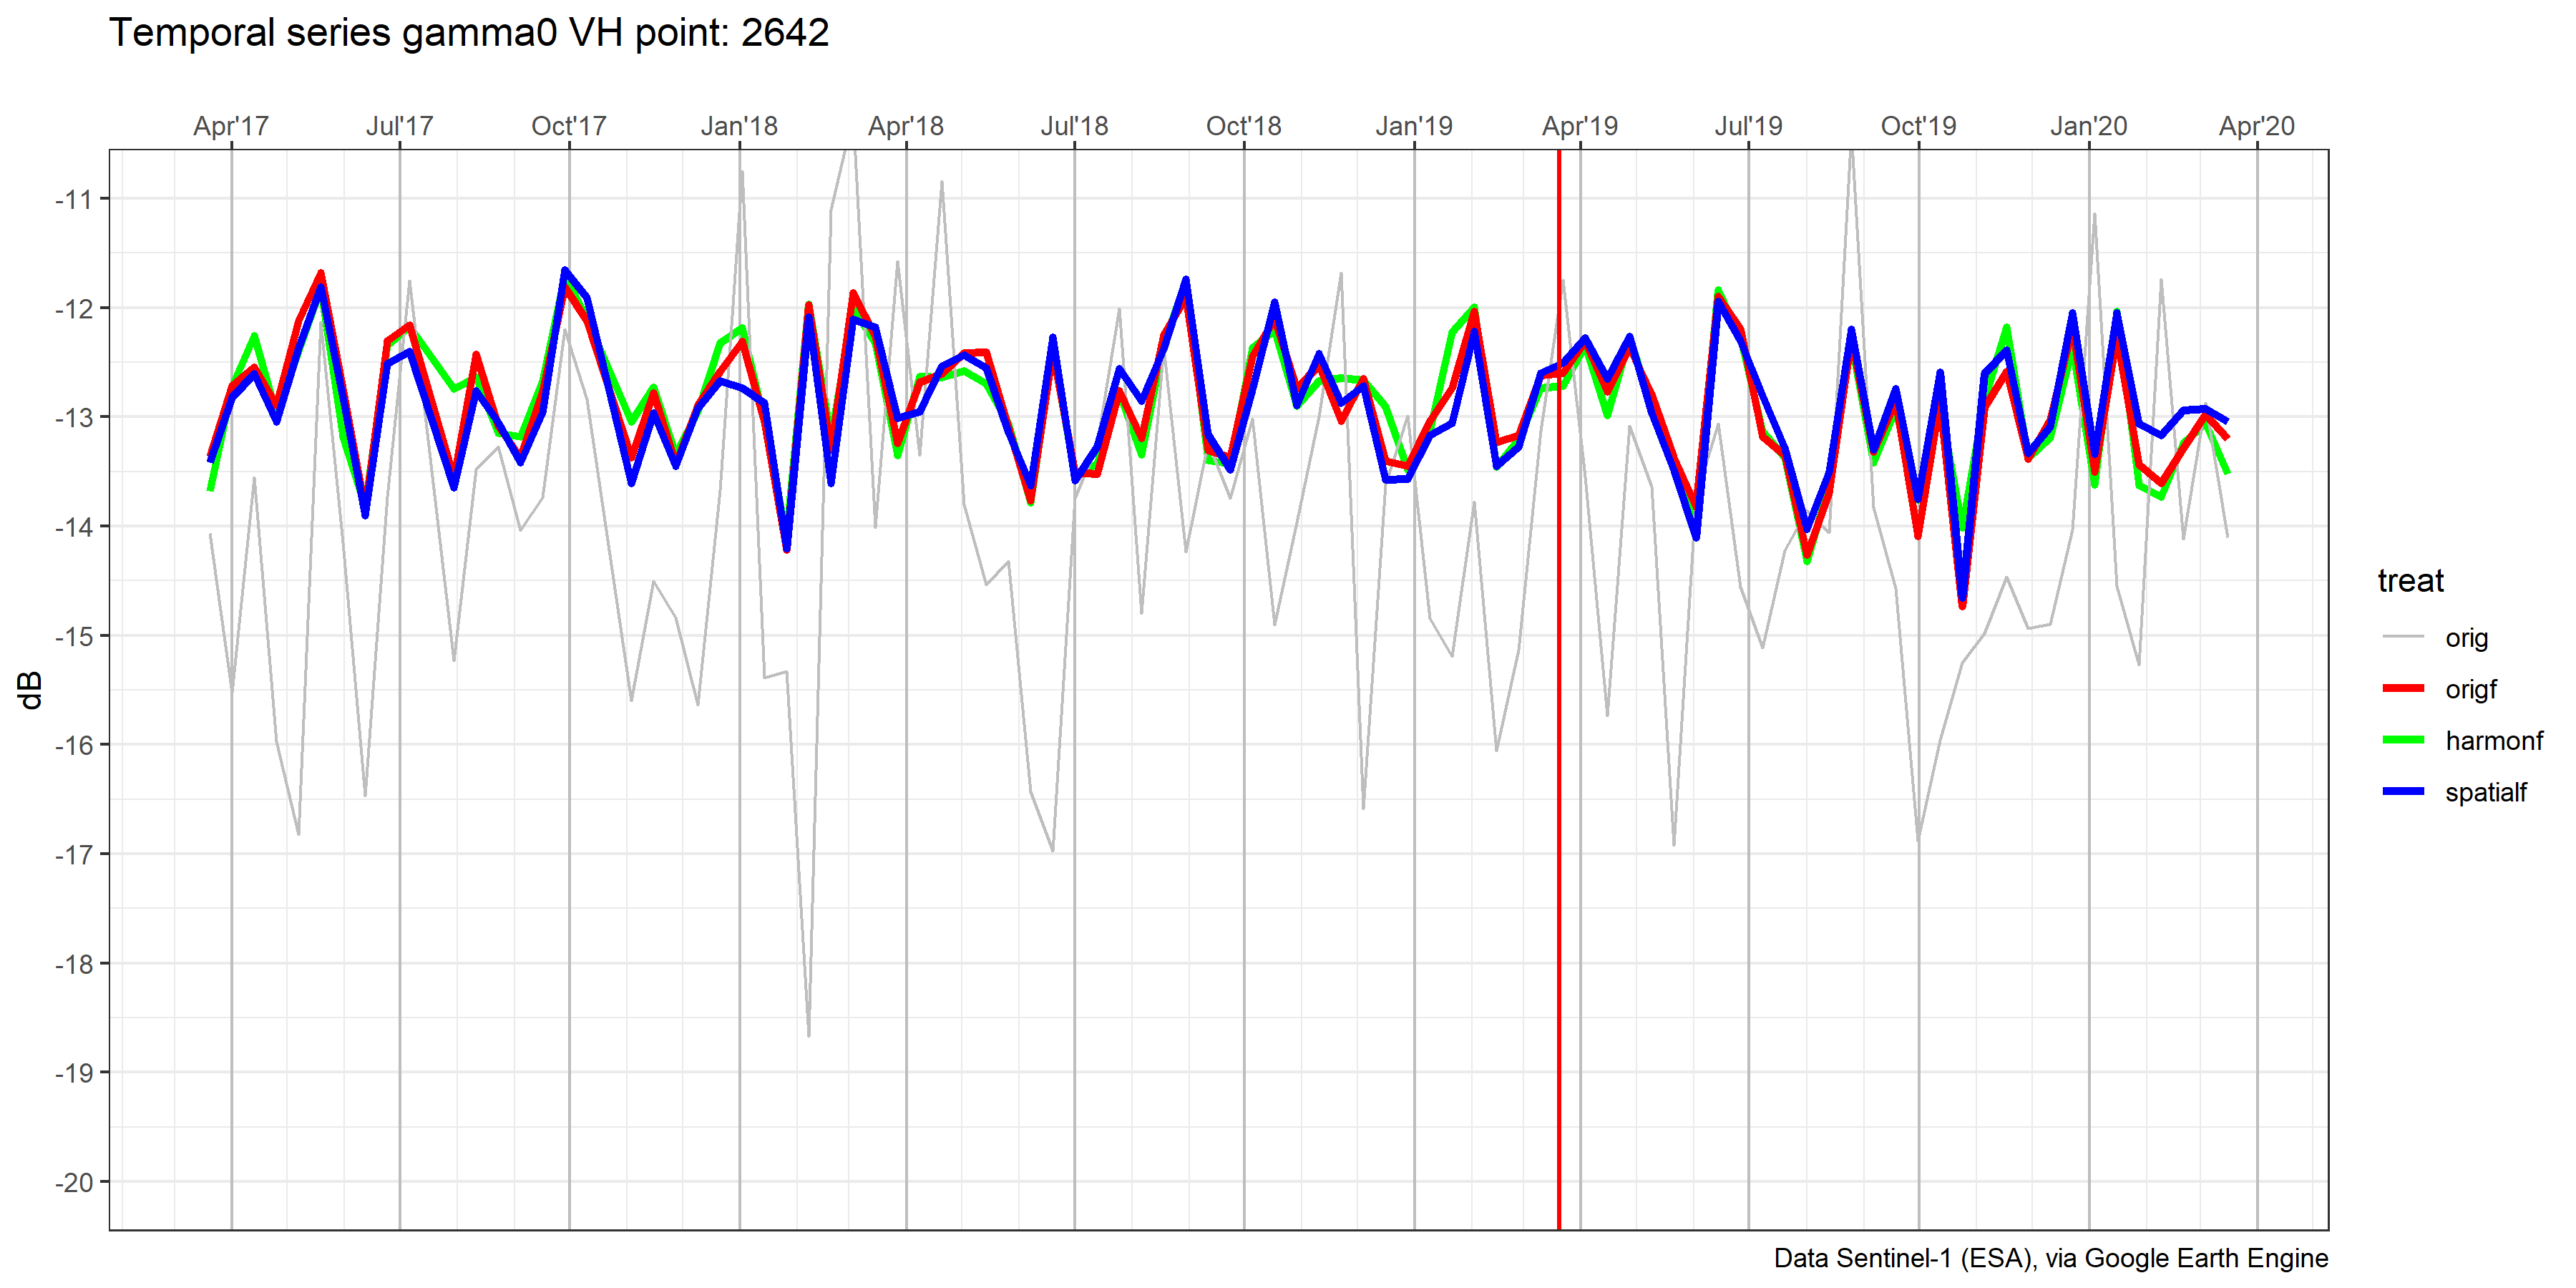 Temporal series gamma0 VH point: 2642
Apr'17 Jul'17 Oct'17 Jan'18 Apr'18 Jul'18 Oct'18 Jan'19 Apr'19 Jul'19 Oct'19 Jan'20 Apr'20
-11
-12
-13
-14
-15
-16
-17
-18
-19
-20
dB
treat
orig
origf
harmonf
spatialf
Data Sentinel-1 (ESA), via Google Earth Engine